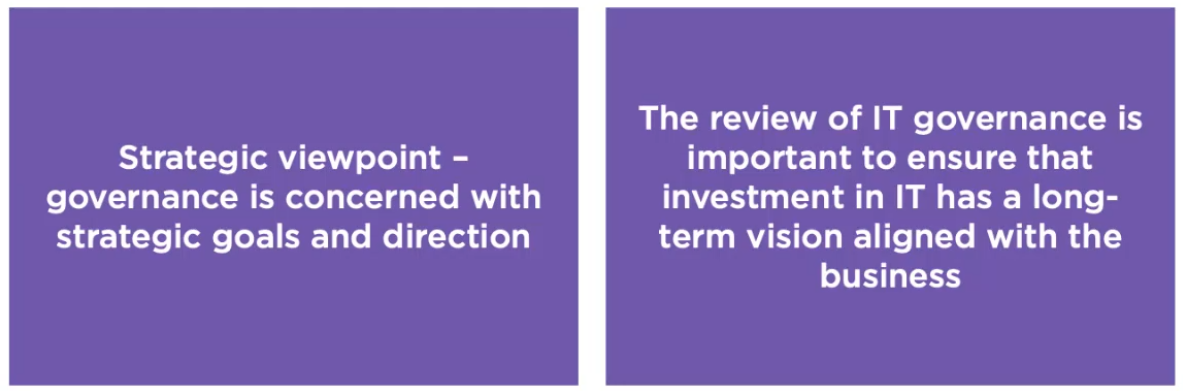 Strategic viewpoint –
governance is concerned with
strategic goals and direction
The review of IT governance is
important to ensure that
investment in IT has a long-
term vision aligned with the
business